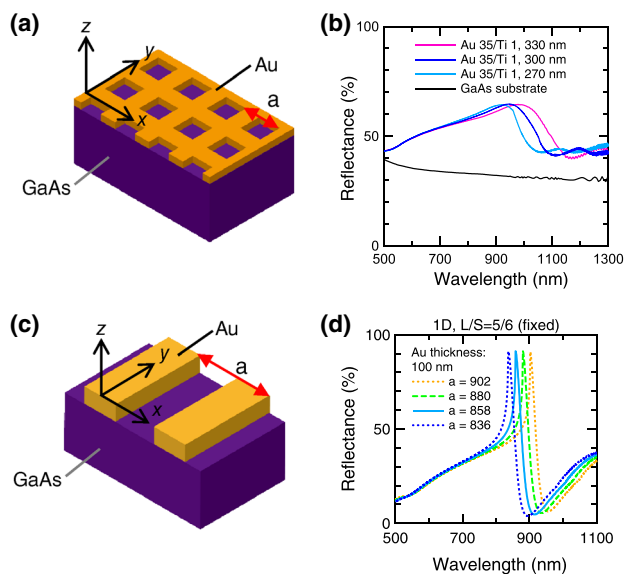 (a)
z
y
Au
a
x
GaAs
(b)
Au 35/Ti 1, 330 nm
Au 35/Ti 1, 300 nm
Au 35/Ti 1, 270 nm
GaAs substrate
Reflectance (%)
100
50
0
500 700 900 1100 1300
Wavelength (nm)
(c)
z
y
Au
a
x
GaAs
(d)
1D, L/S=5/6 (fixed)
Au thickness:
100 nm
a = 902
a = 880
a = 858
a = 836
Reflectance (%)
100
50
0
500 700 900 1100
Wavelength (nm)